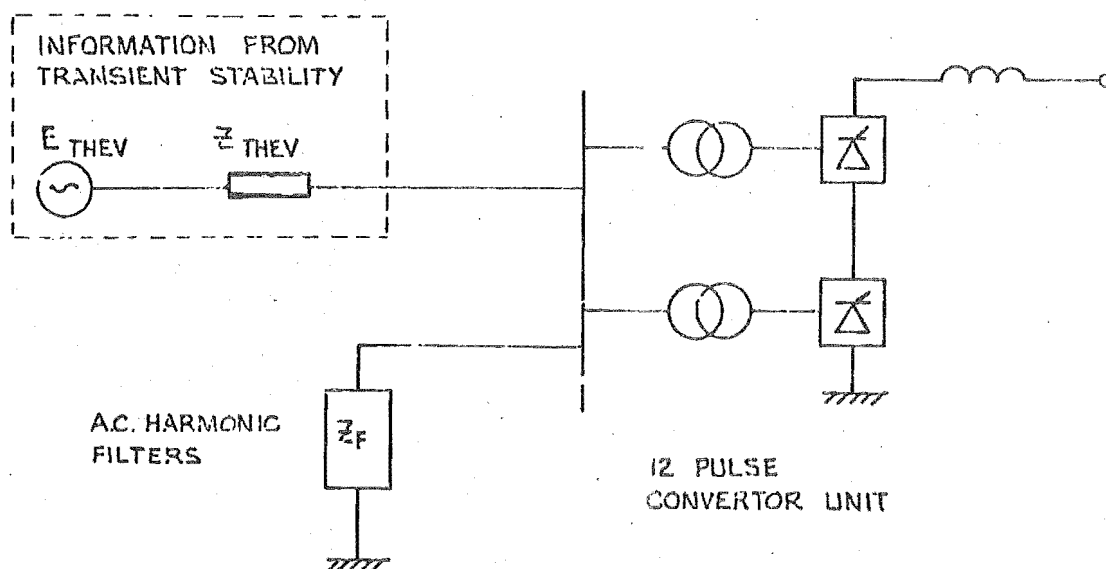 INFORMATION FROM
TRANSIENT STABILITY
E THEV
Z THEV
A.C. HARMONIC
FILTERS
Z F
12 PULSE
CONVERTOR UNIT